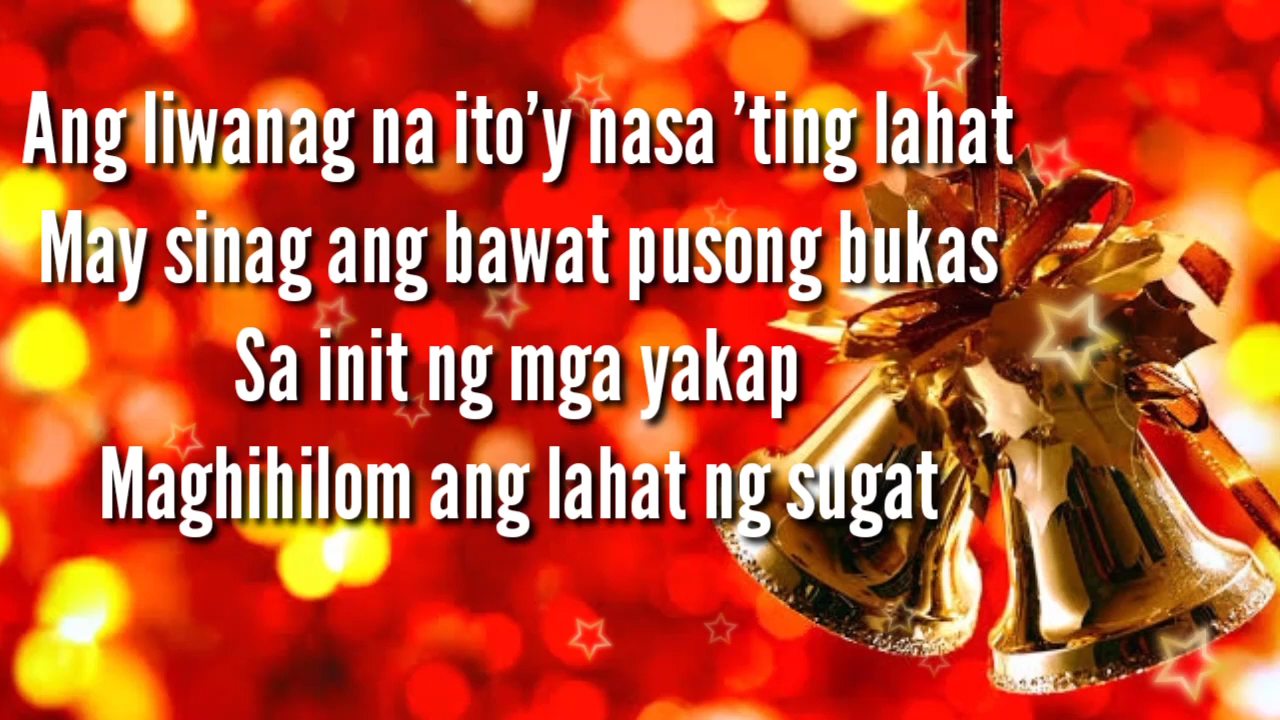 Ang liwanag na ito’y nasa ’ting lahat
May sinag ang bawat pusong bukas
Sa init ng mga yakap
Maghihilom ang lahat ng sugat